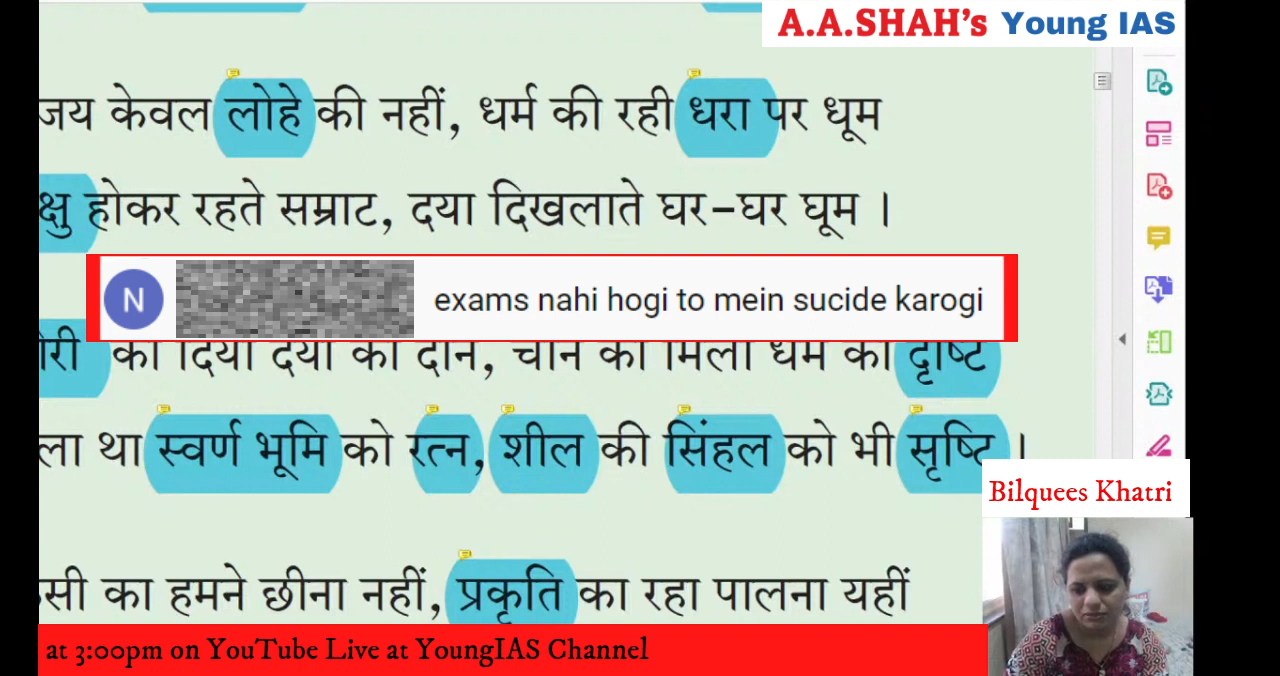 A.A.SHAH's Young IAS
जय केवल लोहे की नहीं, धर्म की रही धरा पर धूम
क्षु होकर रहते सम्राट, दया दिखलाते घर-घर घूम ।
N exams nahi hogi to mein sucide karogi
को दिया दया का दान, चीन को मिली धर्म की दृष्टि
ला था स्वर्ण भूमि को रत्न, शील की सिंहल को भी सृष्टि ।
Bilquees Khatri
सी का हमने छीना नहीं, प्रकृति का रहा पालना यहीं
at 3:00pm on YouTube Live at YoungIAS Channel